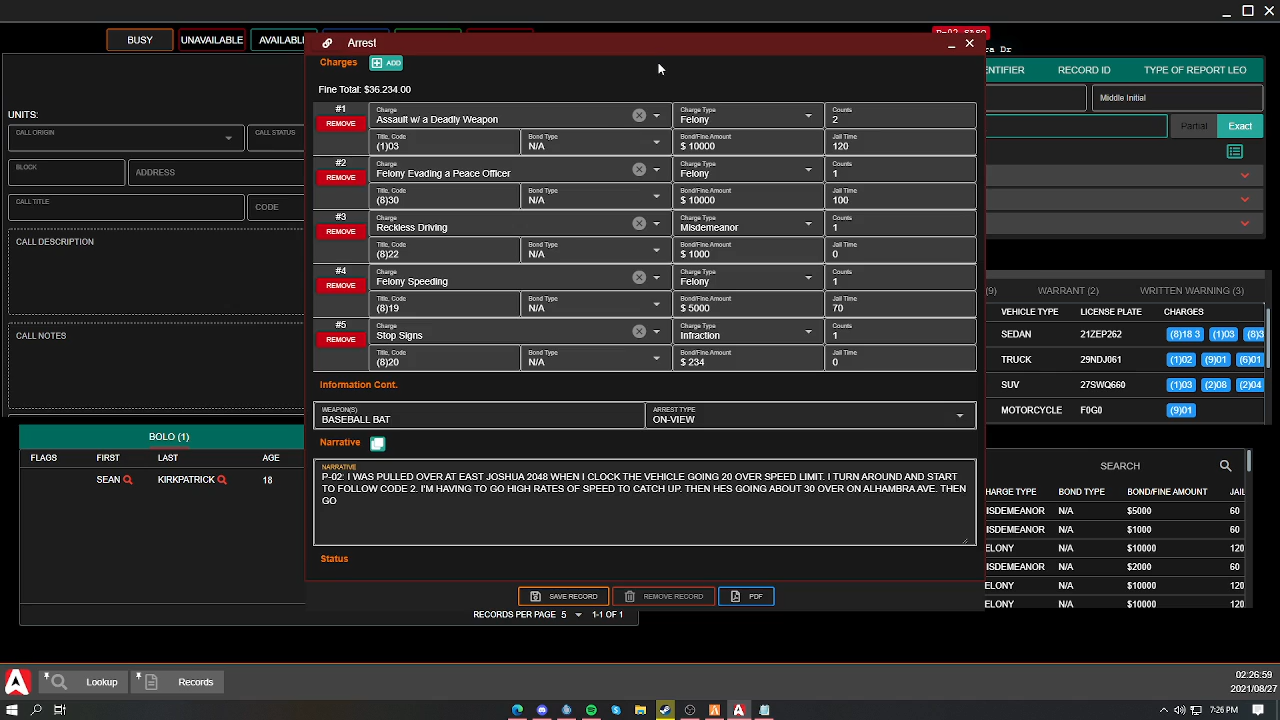 BUSY UNAVAILABLE AVAILABLE
Arrest
ra Dr
Charges ADD
Fine Total: $36.234.00
#1 REMOVE
Charge Assault w/ a Deadly Weapon
Charge Type Felony
Counts 2
Title, Code (1)03
Bond Type N/A
Bond/Fine Amount $ 10000
Jail Time 120
#2 REMOVE
Charge Felony Evading a Peace Officer
Charge Type Felony
Counts 1
Title, Code (8)30
Bond Type N/A
Bond/Fine Amount $ 10000
Jail Time 100
#3 REMOVE
Charge Reckless Driving
Charge Type Misdemeanor
Counts 1
Title, Code (8)22
Bond Type N/A
Bond/Fine Amount $ 1000
Jail Time 0
#4 REMOVE
Charge Felony Speeding
Charge Type Felony
Counts 1
Title, Code (8)19
Bond Type N/A
Bond/Fine Amount $ 5000
Jail Time 70
#5 REMOVE
Charge Stop Signs
Charge Type Infraction
Counts 1
Title, Code (8)20
Bond Type N/A
Bond/Fine Amount $ 234
Jail Time 0
Information Cont.
WEAPON(S) BASEBALL BAT
ARREST TYPE ON-VIEW
Narrative
NARRATIVE
P-02: I WAS PULLED OVER AT EAST JOSHUA 2048 WHEN I CLOCK THE VEHICLE GOING 20 OVER SPEED LIMIT. I TURN AROUND AND START
TO FOLLOW CODE 2. I'M HAVING TO GO HIGH RATES OF SPEED TO CATCH UP. THEN HES GOING ABOUT 30 OVER ON ALHAMBRA AVE. THEN
GO
Status
SAVE RECORD REMOVE RECORD PDF
RECORDS PER PAGE 5 1-1 OF 1
UNITS:
CALL ORIGIN CALL STATUS
BLOCK ADDRESS
CALL TITLE CODE
CALL DESCRIPTION
CALL NOTES
BOLO (1)
FLAGS FIRST LAST AGE
SEAN KIRKPATRICK 18
ENTIFIER RECORD ID TYPE OF REPORT LEO
Middle Initial
Partial Exact
(9) WARRANT (2) WRITTEN WARNING (3)
VEHICLE TYPE LICENSE PLATE CHARGES
SEDAN 21ZEP262 (8)18 3 (1)03 (8)3
TRUCK 29NDJ061 (1)02 (9)01 (6)01
SUV 27SWQ660 (1)03 (2)08 (2)04
MOTORCYCLE F0G0 (9)01
SEARCH
HARGE TYPE BOND TYPE BOND/FINE AMOUNT JAIL
ISDEMEANOR N/A $5000 60
ISDEMEANOR N/A $1000 60
ELONY N/A $10000 120
ISDEMEANOR N/A $2000 60
ELONY N/A $10000 120
ELONY N/A $10000 60
Lookup Records
02:26:59
2021/08/27
7:26 PM